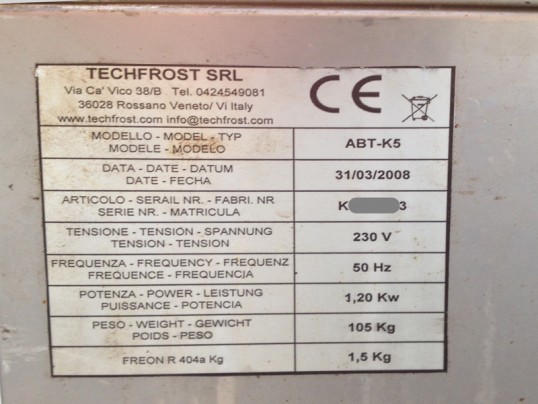 TECHFROST SRL
Via Ca' Vico 38/B Tel. 0424549081
36028 Rossano Veneto/ Vi Italy
www.techfrost.com info@techfrost.com
CE
MODELLO - MODEL - TYP
MODELE - MODELO
ABT-K5
DATA - DATE - DATUM
DATE - FECHA
31/03/2008
ARTICOLO - SERAIL NR. - FABRI. NR
SERIE NR. - MATRICULA
K 3
TENSIONE - TENSION - SPANNUNG
TENSION - TENSION
230 V
FREQUENZA - FREQUENCY - FREQUENZ
FREQUENCE - FREQUENCIA
50 Hz
POTENZA - POWER - LEISTUNG
PUISSANCE - POTENCIA
1,20 Kw
PESO - WEIGHT - GEWICHT
POIDS - PESO
105 Kg
FREON R 404a Kg
1,5 Kg